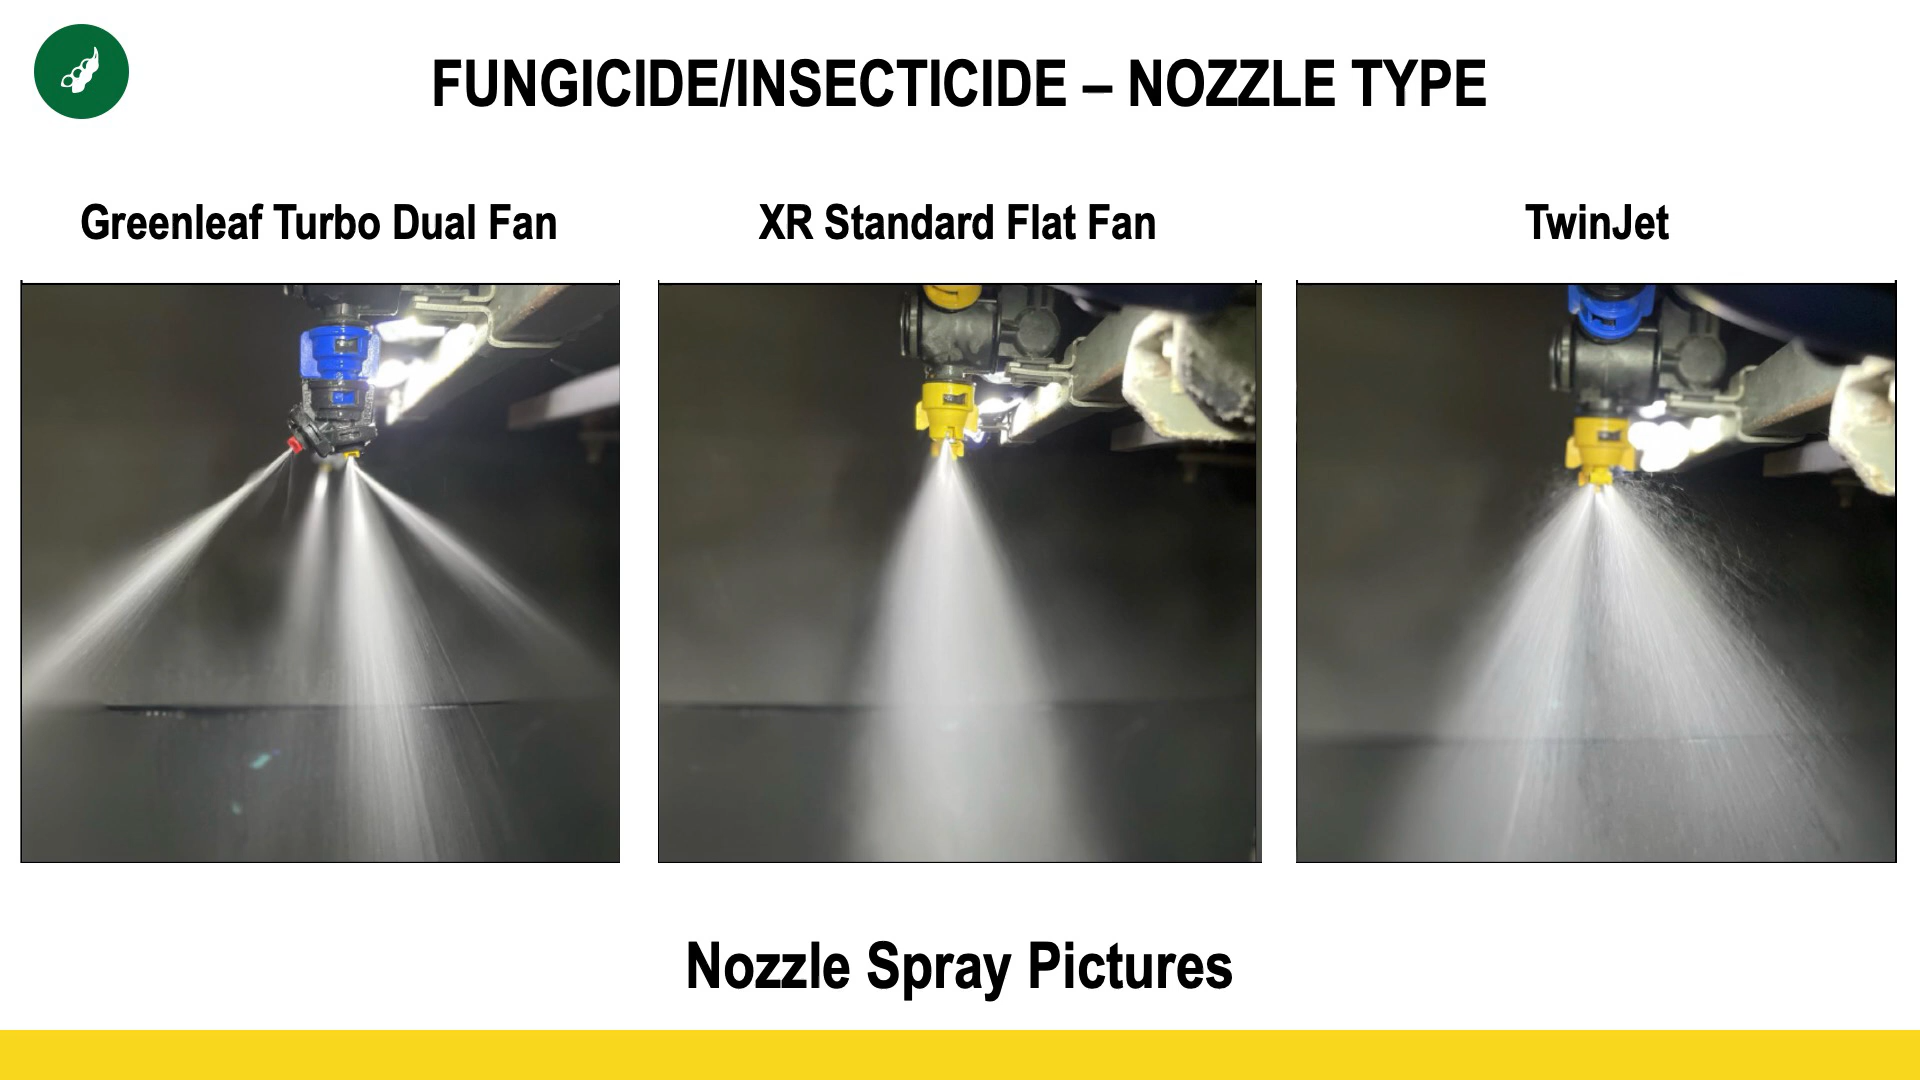 FUNGICIDE/INSECTICIDE – NOZZLE TYPE
Greenleaf Turbo Dual Fan
XR Standard Flat Fan
TwinJet
Nozzle Spray Pictures